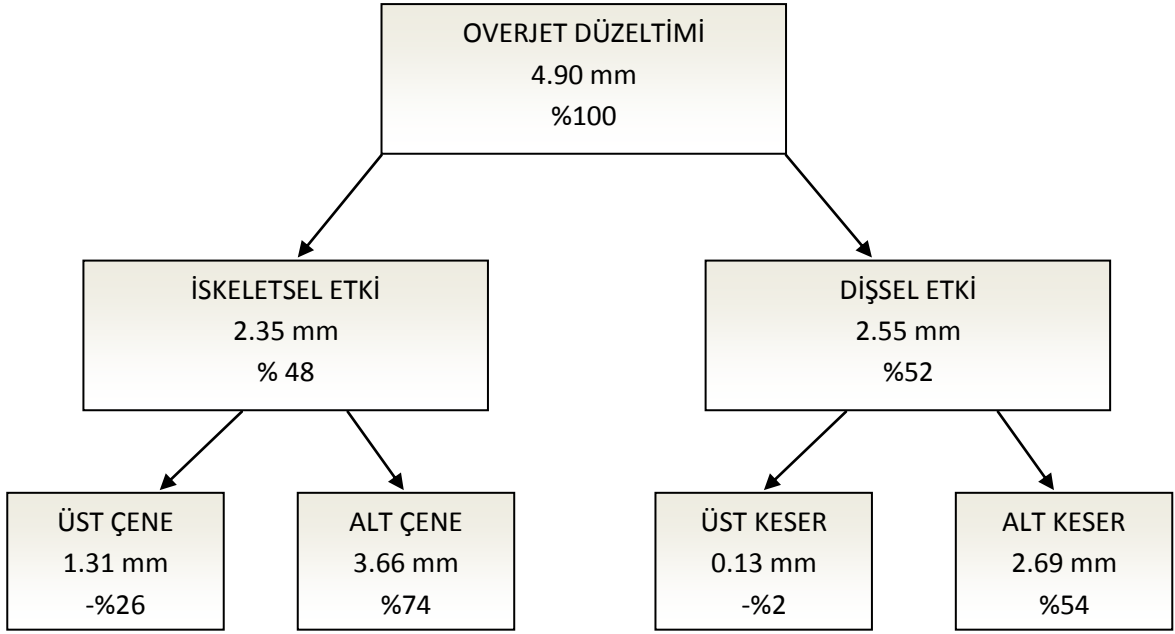 OVERJET DÜZELTİMİ
4.90 mm
%100
İSKELETSEL ETKİ
2.35 mm
% 48
DİŞSEL ETKİ
2.55 mm
%52
ÜST ÇENE
1.31 mm
-%26
ALT ÇENE
3.66 mm
%74
ÜST KESER
0.13 mm
-%2
ALT KESER
2.69 mm
%54